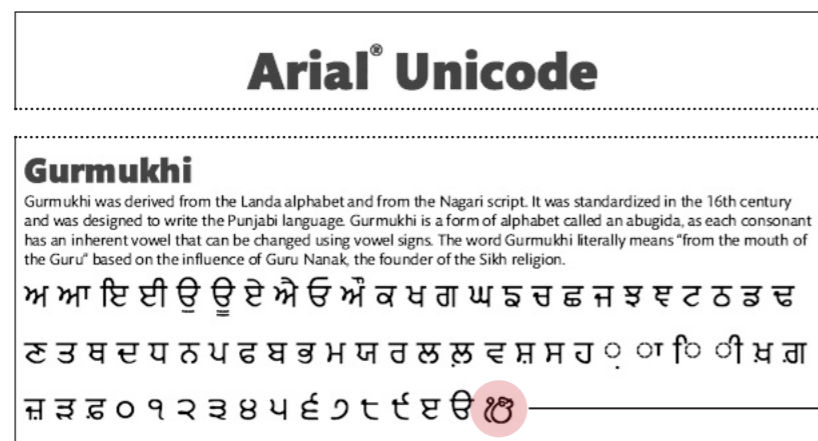 Arial® Unicode
Gurmukhi
Gurmukhi was derived from the Landa alphabet and from the Nagari script. It was standardized in the 16th century
and was designed to write the Punjabi language. Gurmukhi is a form of alphabet called an abugida, as each consonant
has an inherent vowel that can be changed using vowel signs. The word Gurmukhi literally means "from the mouth of
the Guru" based on the influence of Guru Nanak, the founder of the Sikh religion.
ਅ ਆ ਇ ਈ ਉ ਊ ਏ ਐ ਓ ਔ ਕ ਖ ਗ ਘ ਙ ਚ ਛ ਜ ਝ ਞ ਟ ਠ ਡ ਢ
ਣ ਤ ਥ ਦ ਧ ਨ ਪ ਫ ਬ ਭ ਮ ਯ ਰ ਲ ਲ਼ ਵ ਸ਼ ਸ ਹ ਼ ਾ ਿ ੀ ਖ਼ ਗ਼
ਜ਼ ੜ ਫ਼ ੦ ੧ ੨ ੩ ੪ ੫ ੬ ੭ ੮ ੯ ੲ ੳ ੴ